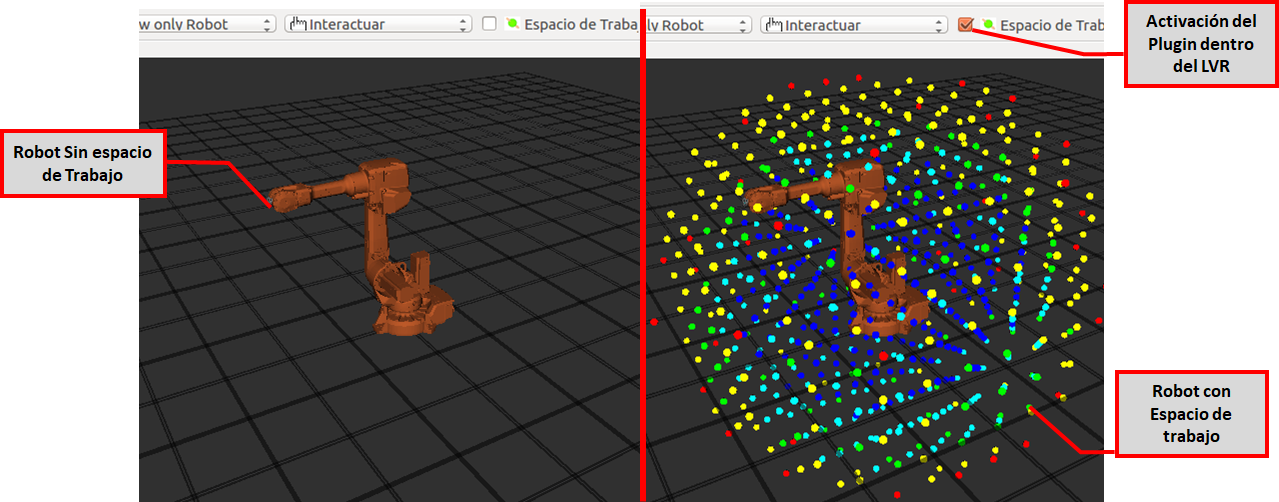 w only Robot
Interactuar
Espacio de Traba
lv Robot
Interactuar
Espacio de Trab
Activación del
Plugin dentro
del LVR
Robot Sin espacio
de Trabajo
Robot con
Espacio de
trabajo